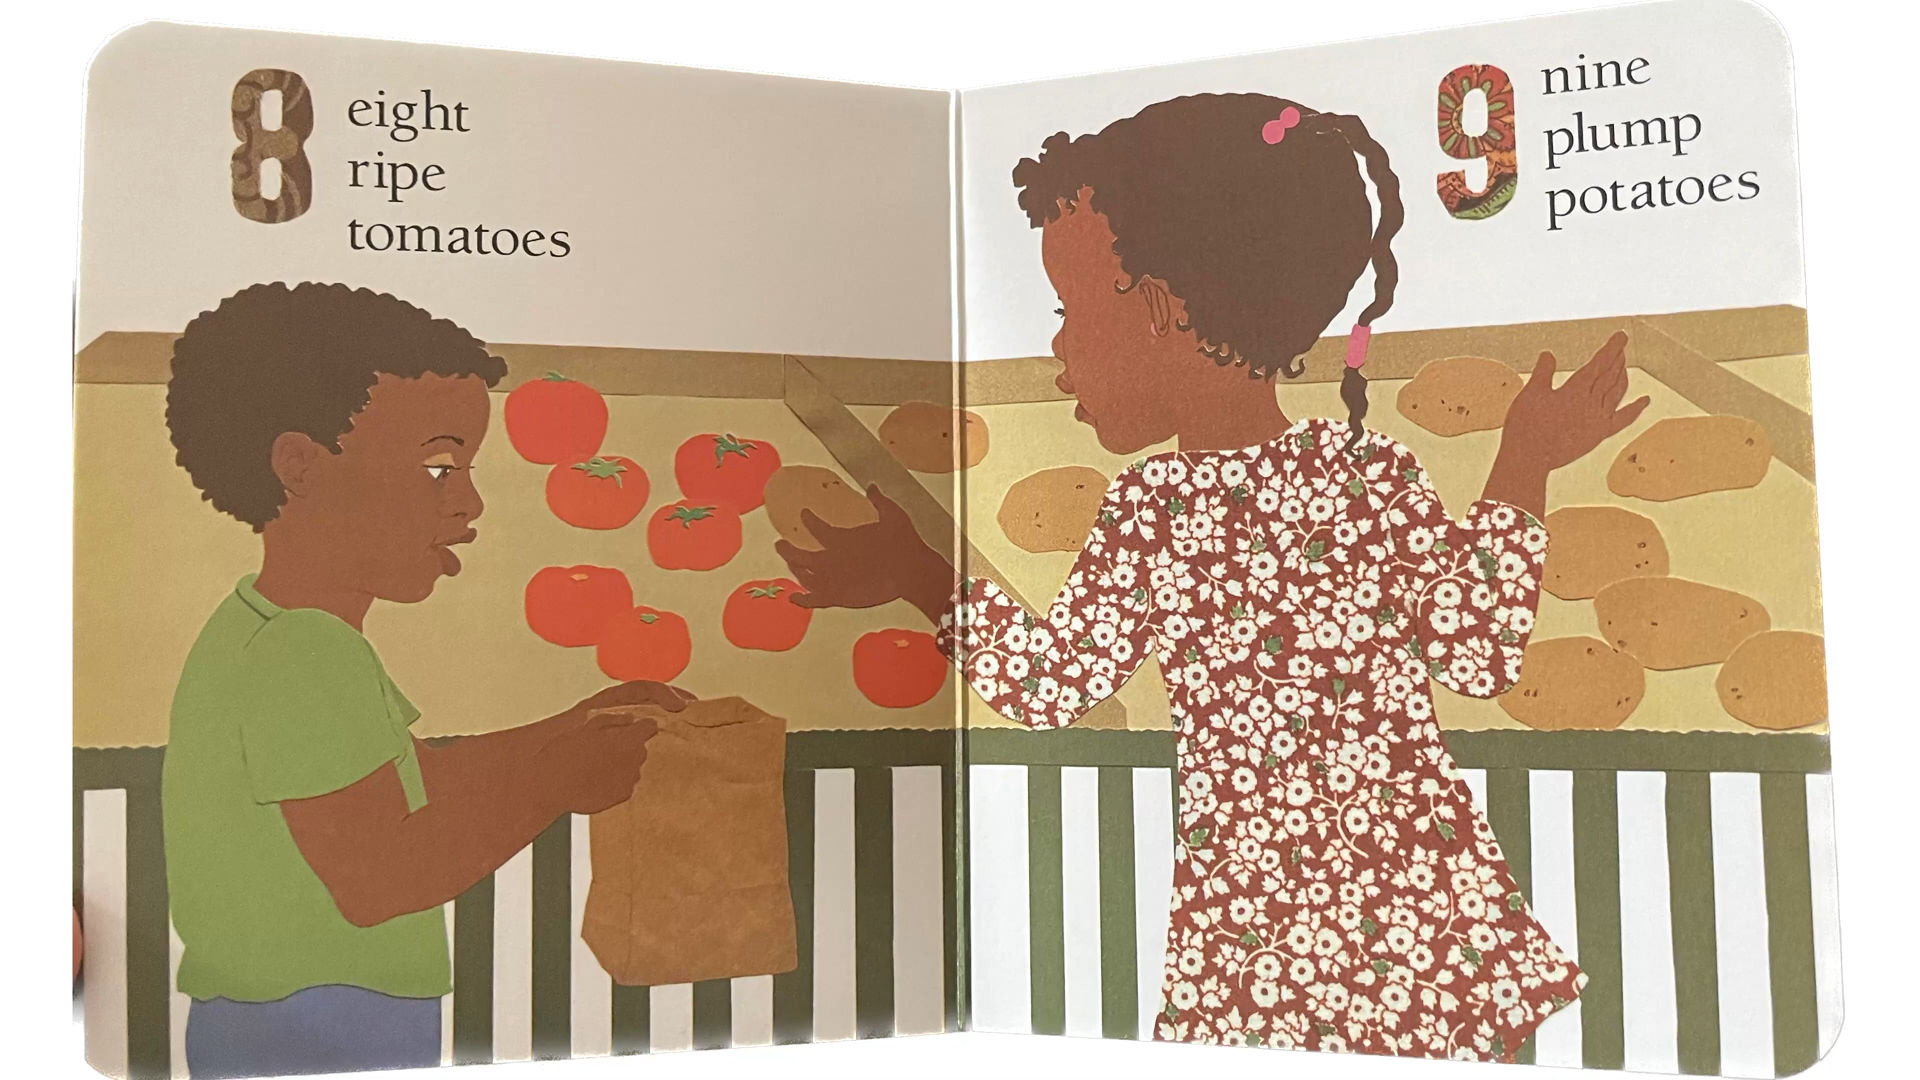 8
eight
ripe
tomatoes
9
nine
plump
potatoes